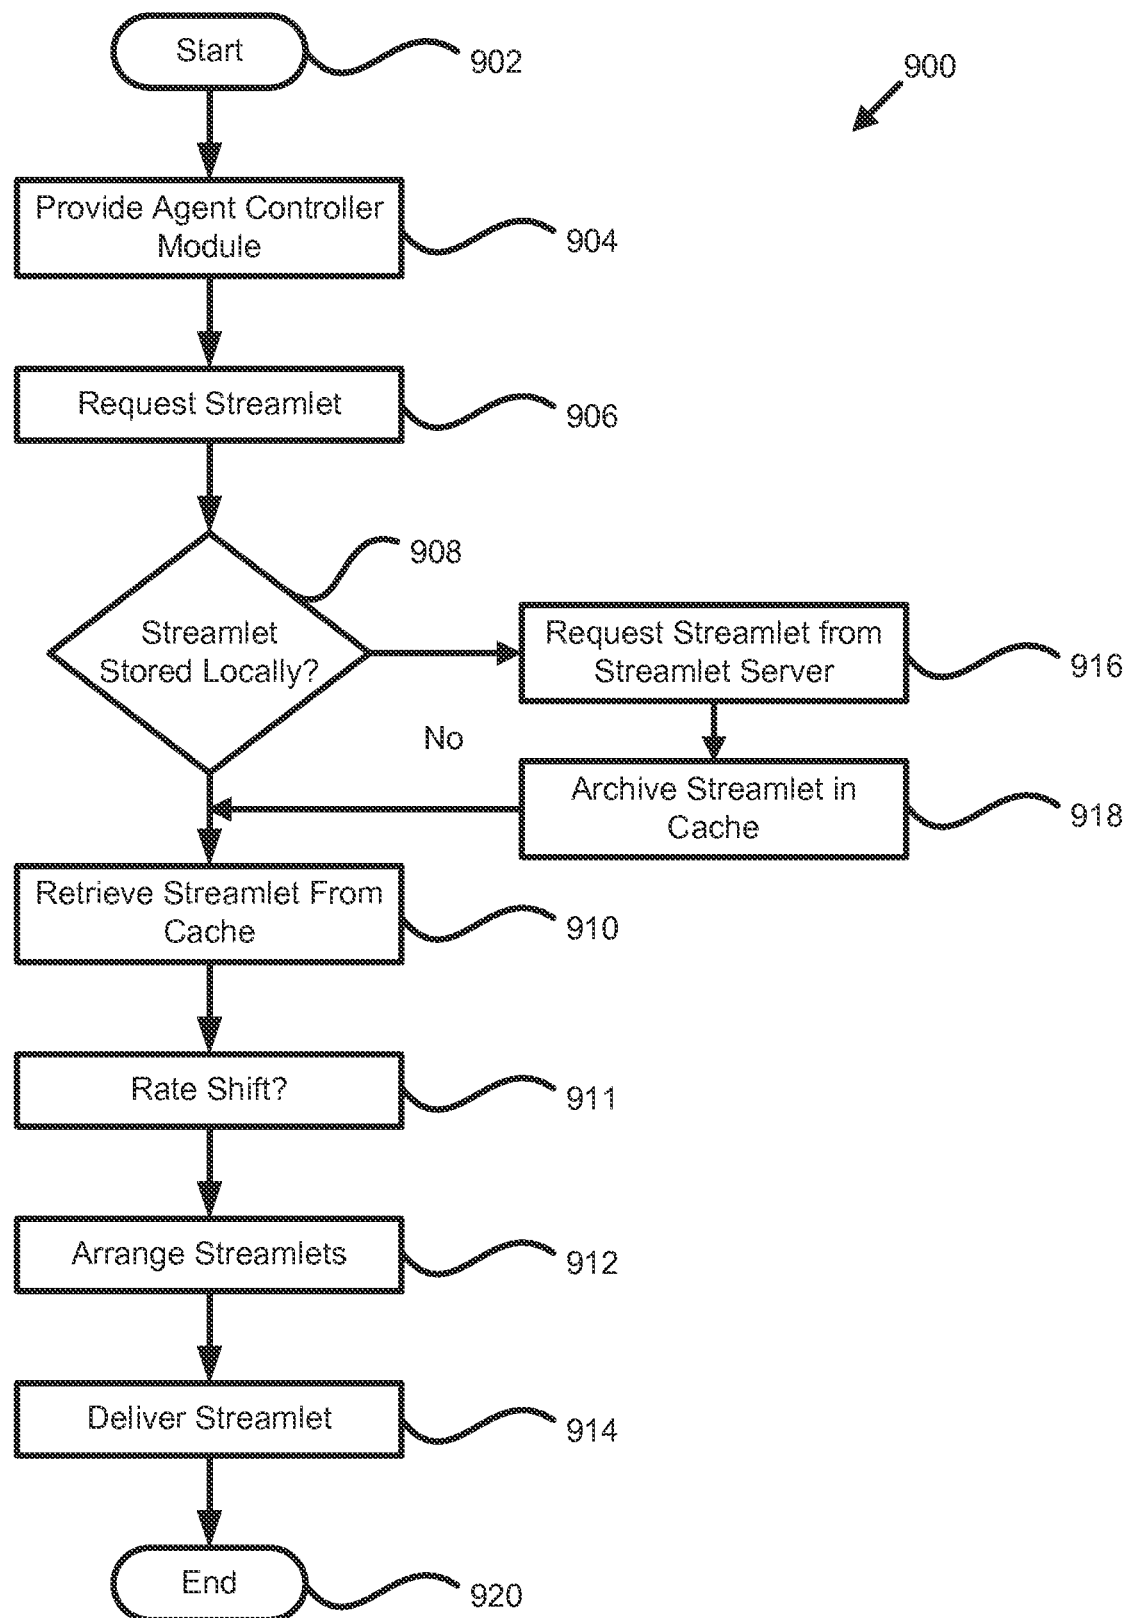 Start
902
900
Provide Agent Controller
Module
904
Request Streamlet
906
908
Streamlet
Stored Locally?
Request Streamlet from
Streamlet Server
916
No
Archive Streamlet in
Cache
918
Retrieve Streamlet From
Cache
910
Rate Shift?
911
Arrange Streamlets
912
Deliver Streamlet
914
End
920